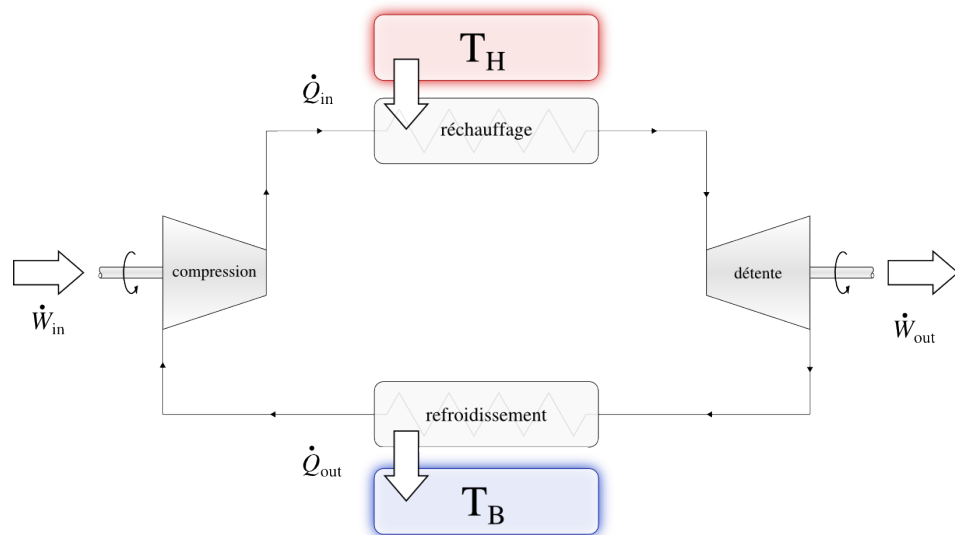 T_H
Q̇_in
réchauffage
compression
détente
Ẇ_in
Ẇ_out
refroidissement
Q̇_out
T_B